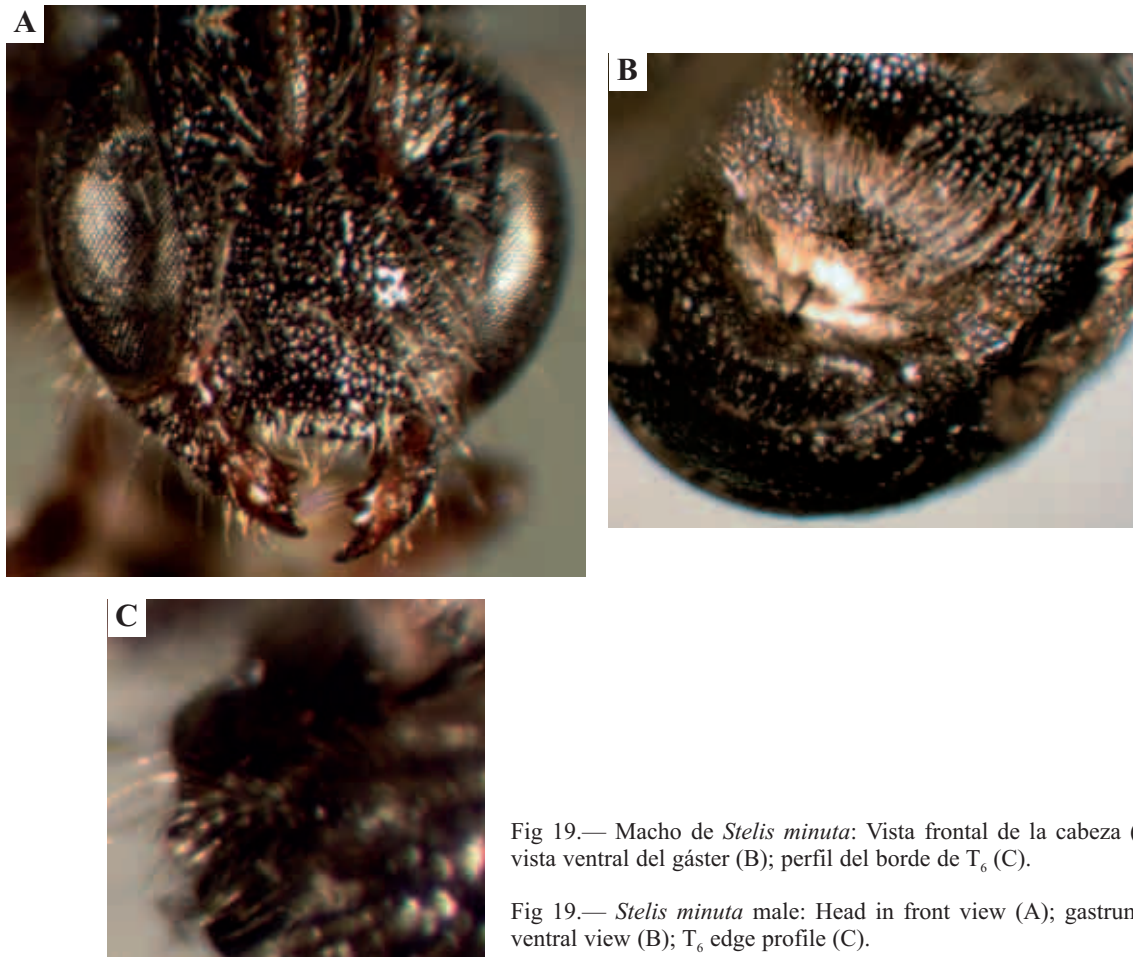 A
B
C
Fig 19.— Macho de Stelis minuta: Vista frontal de la cabeza (
vista ventral del gáster (B); perfil del borde de T₆ (C).
Fig 19.— Stelis minuta male: Head in front view (A); gastrum
ventral view (B); T₆ edge profile (C).